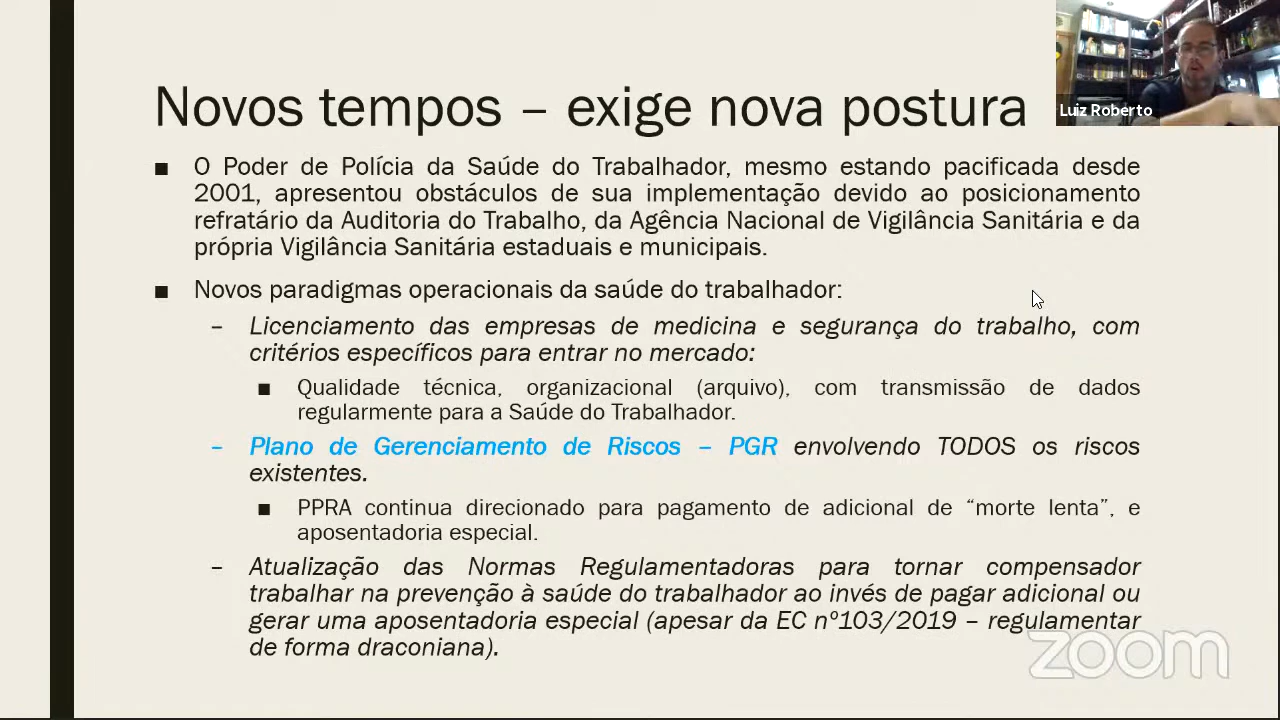 Novos tempos – exige nova postura
Luiz Roberto
■ O Poder de Polícia da Saúde do Trabalhador, mesmo estando pacificada desde
2001, apresentou obstáculos de sua implementação devido ao posicionamento
refratário da Auditoria do Trabalho, da Agência Nacional de Vigilância Sanitária e da
própria Vigilância Sanitária estaduais e municipais.
■ Novos paradigmas operacionais da saúde do trabalhador:
– Licenciamento das empresas de medicina e segurança do trabalho, com
critérios específicos para entrar no mercado:
■ Qualidade técnica, organizacional (arquivo), com transmissão de dados
regularmente para a Saúde do Trabalhador.
– Plano de Gerenciamento de Riscos – PGR envolvendo TODOS os riscos
existentes.
■ PPRA continua direcionado para pagamento de adicional de “morte lenta”, e
aposentadoria especial.
– Atualização das Normas Regulamentadoras para tornar compensador
trabalhar na prevenção à saúde do trabalhador ao invés de pagar adicional ou
gerar uma aposentadoria especial (apesar da EC nº103/2019 – regulamentar
de forma draconiana).
zoom